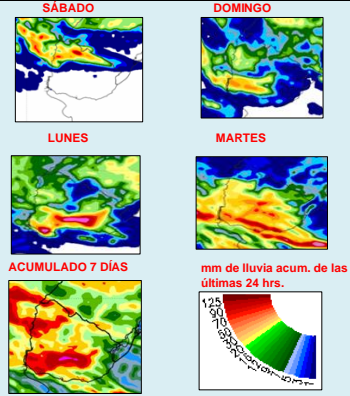 SÁBADO
DOMINGO
LUNES
MARTES
ACUMULADO 7 DÍAS
mm de lluvia acum. de las
últimas 24 hrs.
125
90
70